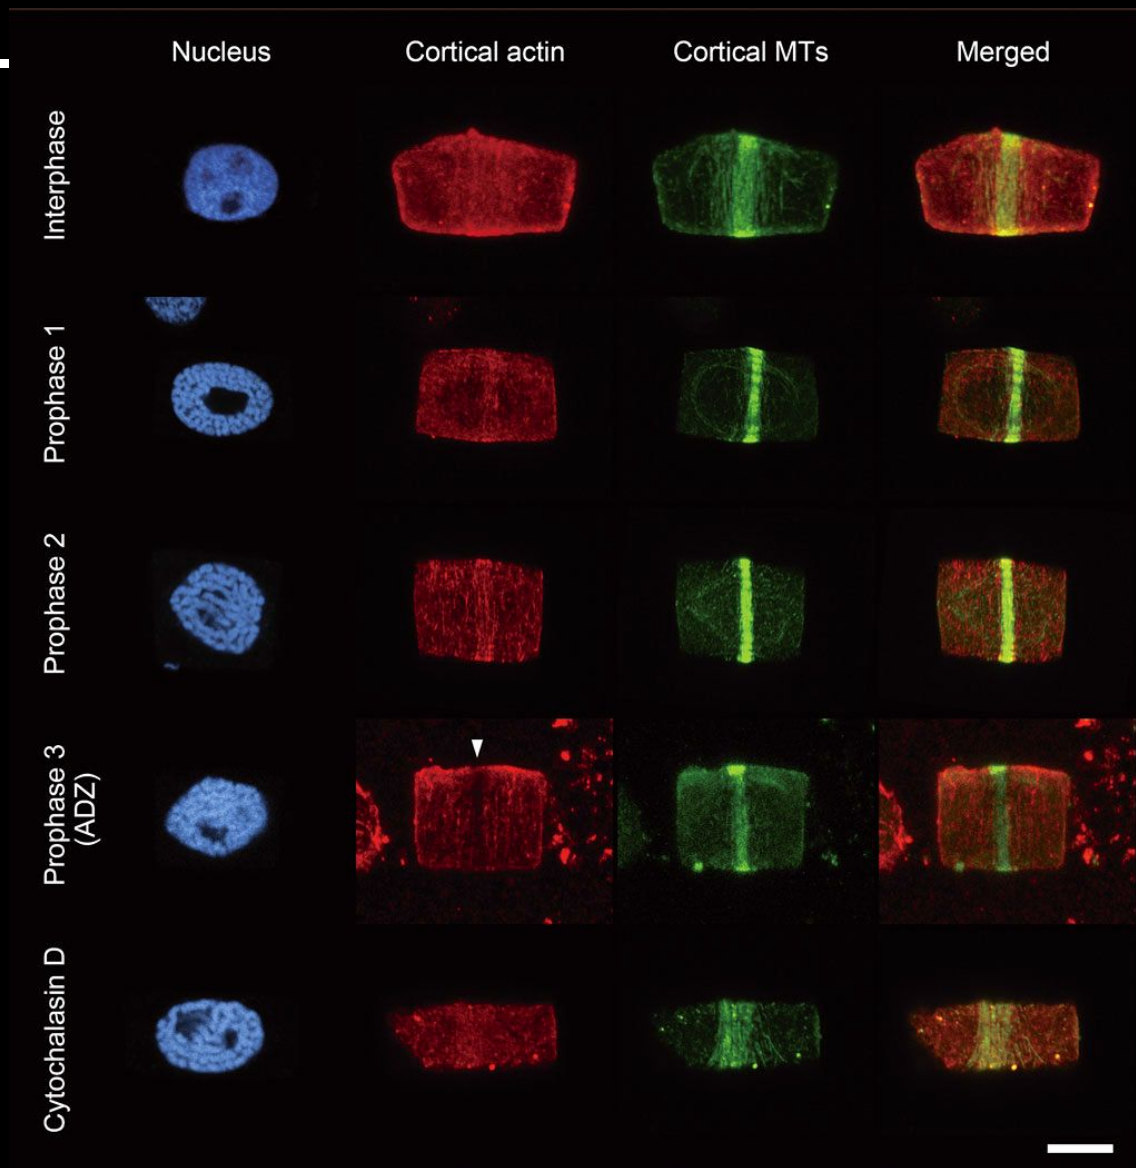 Nucleus Cortical actin Cortical MTs Merged
Interphase
Prophase 1
Prophase 2
Prophase 3
(ADZ)
Cytochalasin D